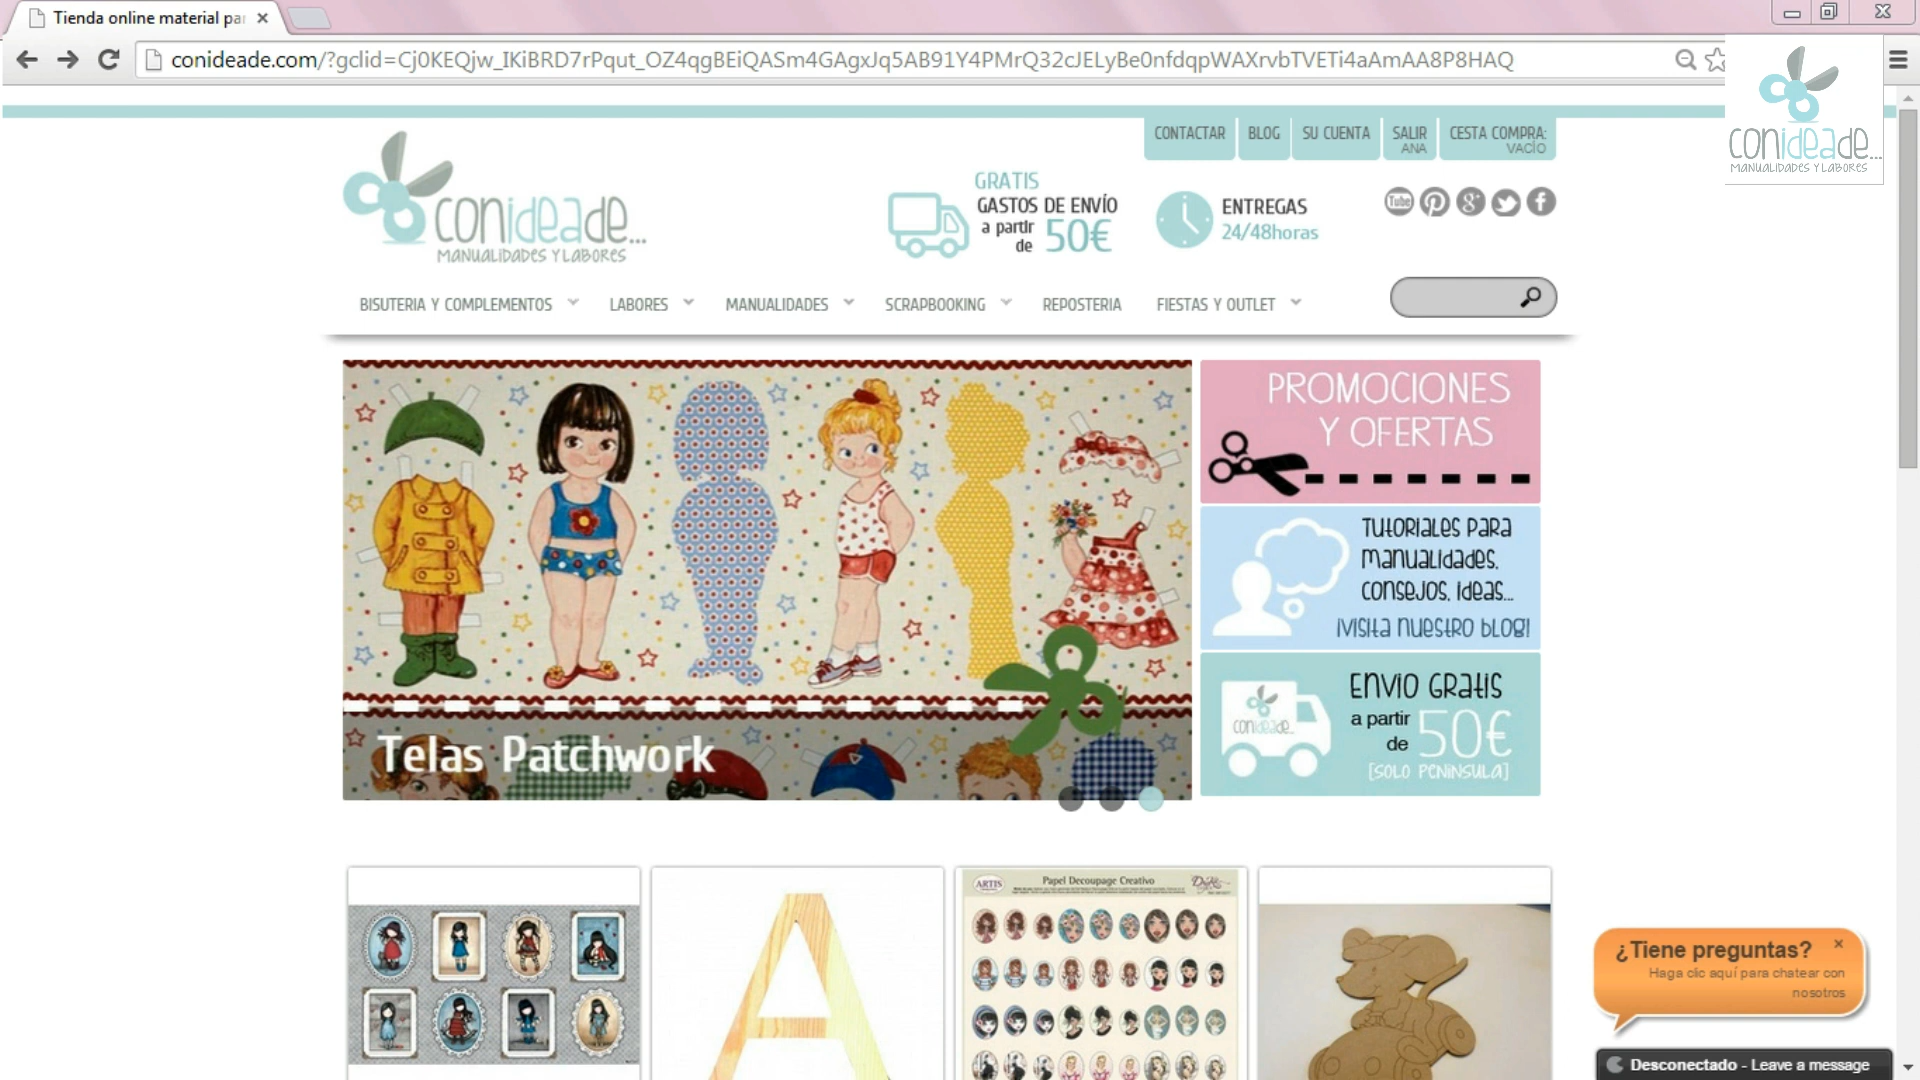 Tienda online material pa
conideade.com/?gclid=Cj0KEQjw_IKiBRD7rPqut_OZ4qgBEiQASm4GAgxJq5AB91Y4PMrQ32cJELyBe0nfdqpWAXrvbTVETi4aAmAA8P8HAQ
conideade...
MANUALIDADES Y LABORES
CONTACTAR
BLOG
SU CUENTA
SALIR
ANA
CESTA COMPRA:
VACÍO
conideade...
MANUALIDADES Y LABORES
GRATIS
GASTOS DE ENVÍO
a partir
de 50€
ENTREGAS
24/48horas
Tube
BISUTERIA Y COMPLEMENTOS
LABORES
MANUALIDADES
SCRAPBOOKING
REPOSTERIA
FIESTAS Y OUTLET
Telas Patchwork
PROMOCIONES
Y OFERTAS
TUTORIALES PARA
MANUALIDADES,
CONSEJOS, IDEAS...
¡VISITA NUESTRO BLOG!
ENVIO GRATIS
a partir
de 50€
[SOLO PENINSULA]
conideade...
ARTIS
Papel Decoupage Creativo
A
¿Tiene preguntas?
Haga clic aquí para chatear con
nosotros
Desconectado - Leave a message